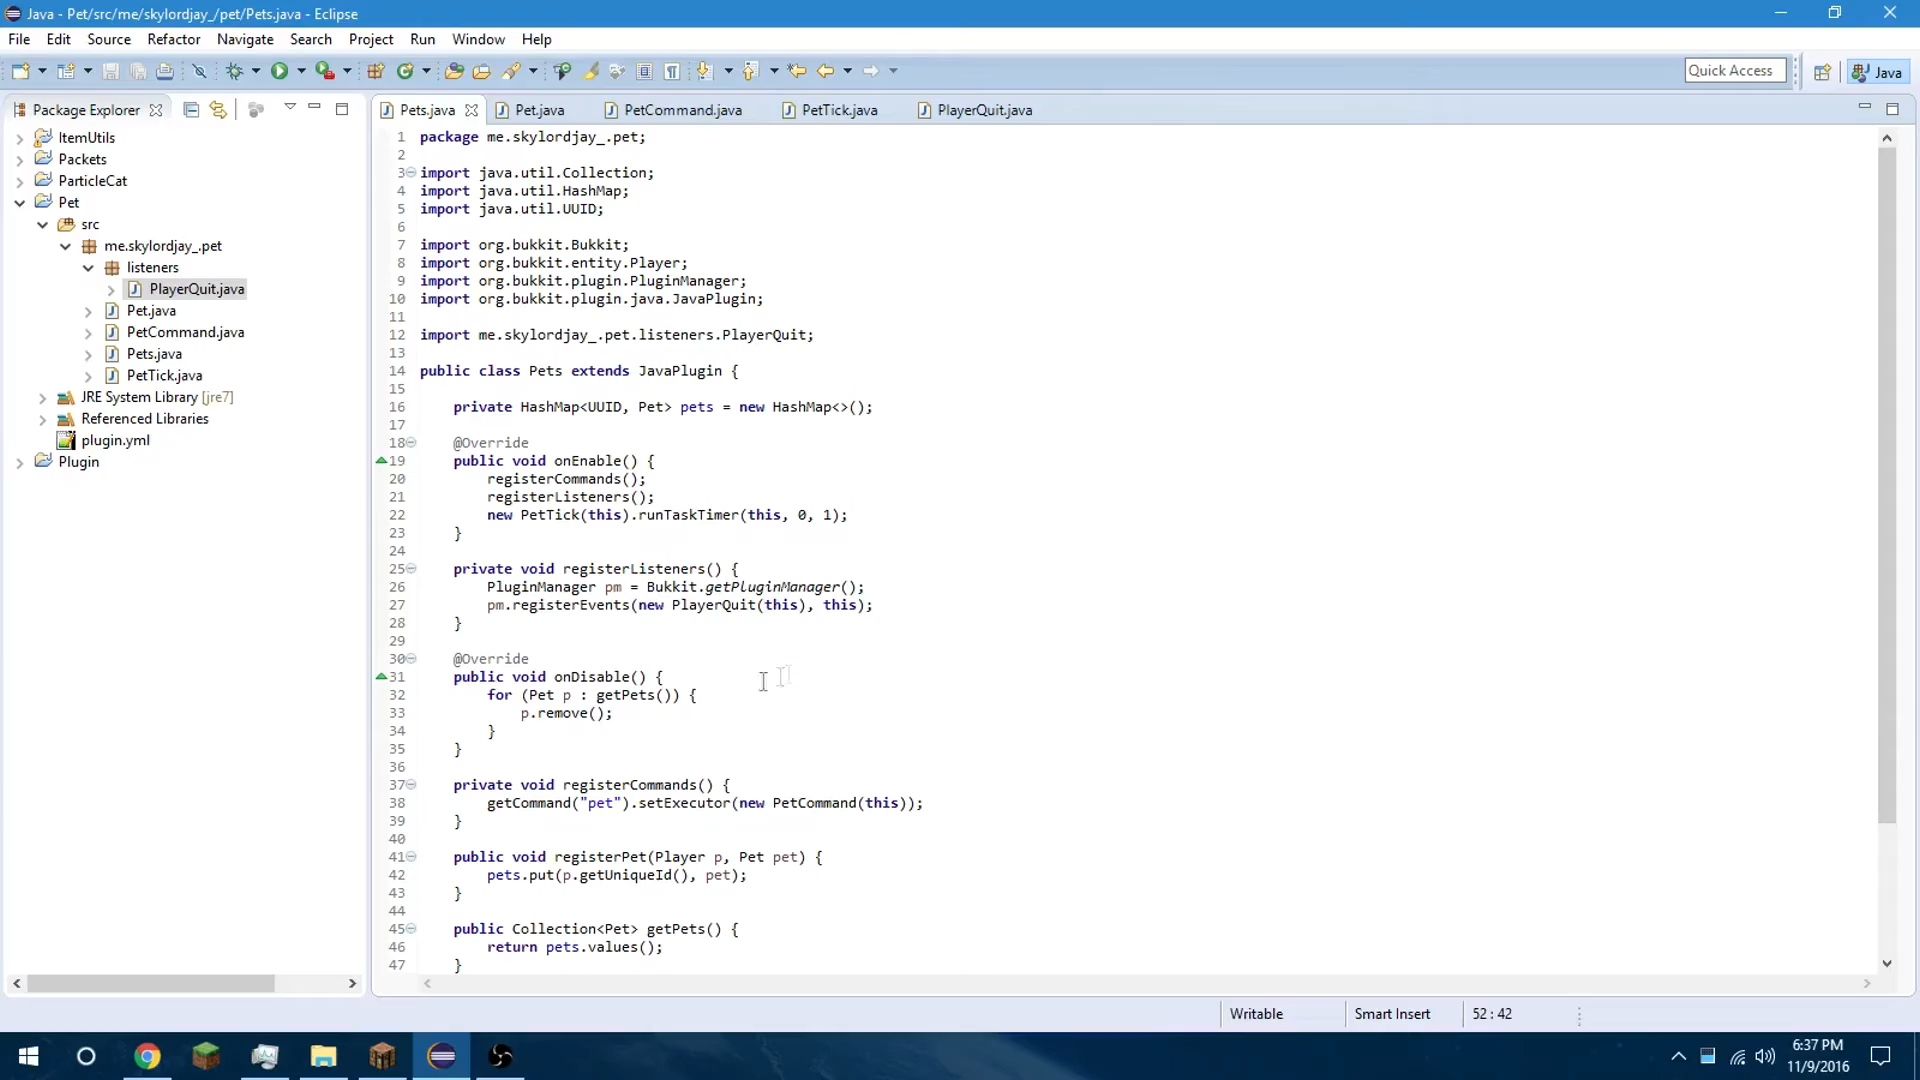 Java - Pet/src/me/skylordjay_/pet/Pets.java - Eclipse
File Edit Source Refactor Navigate Search Project Run Window Help
Quick Access
Java
Package Explorer
ItemUtils
Packets
ParticleCat
Pet
src
me.skylordjay_.pet
listeners
PlayerQuit.java
Pet.java
PetCommand.java
Pets.java
PetTick.java
JRE System Library [jre7]
Referenced Libraries
plugin.yml
Plugin
Pets.java Pet.java PetCommand.java PetTick.java PlayerQuit.java
1 package me.skylordjay_.pet;
2
3 import java.util.Collection;
4 import java.util.HashMap;
5 import java.util.UUID;
6
7 import org.bukkit.Bukkit;
8 import org.bukkit.entity.Player;
9 import org.bukkit.plugin.PluginManager;
10 import org.bukkit.plugin.java.JavaPlugin;
11
12 import me.skylordjay_.pet.listeners.PlayerQuit;
13
14 public class Pets extends JavaPlugin {
15
16 private HashMap<UUID, Pet> pets = new HashMap<>();
17
18 @Override
19 public void onEnable() {
20 registerCommands();
21 registerListeners();
22 new PetTick(this).runTaskTimer(this, 0, 1);
23 }
24
25 private void registerListeners() {
26 PluginManager pm = Bukkit.getPluginManager();
27 pm.registerEvents(new PlayerQuit(this), this);
28 }
29
30 @Override
31 public void onDisable() {
32 for (Pet p : getPets()) {
33 p.remove();
34 }
35 }
36
37 private void registerCommands() {
38 getCommand("pet").setExecutor(new PetCommand(this));
39 }
40
41 public void registerPet(Player p, Pet pet) {
42 pets.put(p.getUniqueId(), pet);
43 }
44
45 public Collection<Pet> getPets() {
46 return pets.values();
47 }
Writable Smart Insert 52 : 42
6:37 PM
11/9/2016